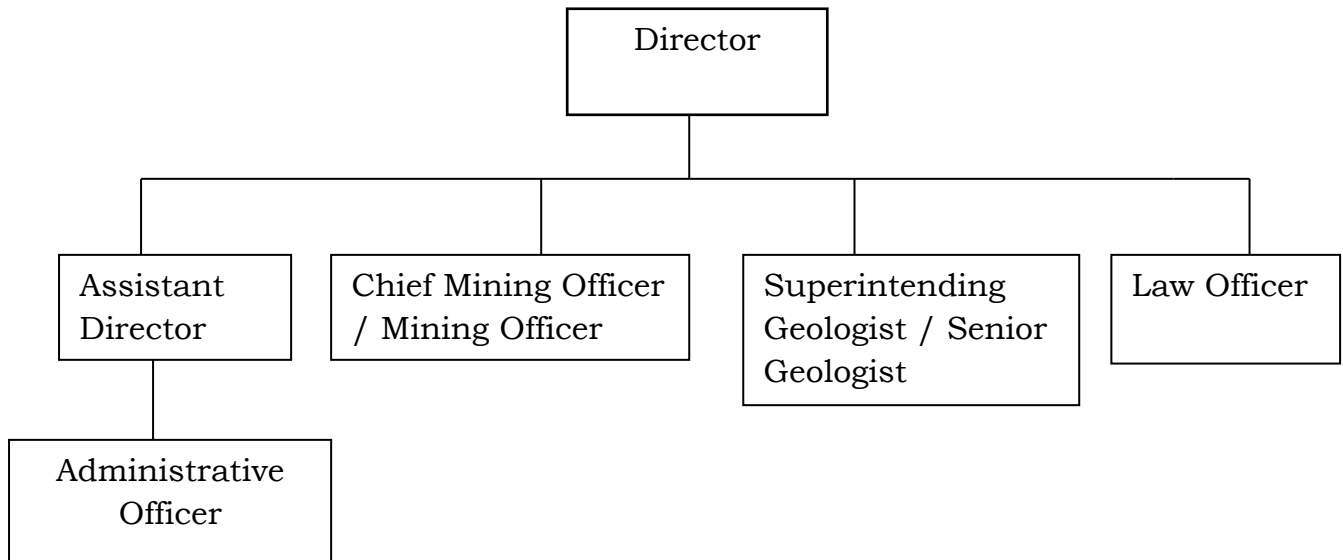 Director
Assistant
Director
Chief Mining Officer
/ Mining Officer
Superintending
Geologist / Senior
Geologist
Law Officer
Administrative
Officer